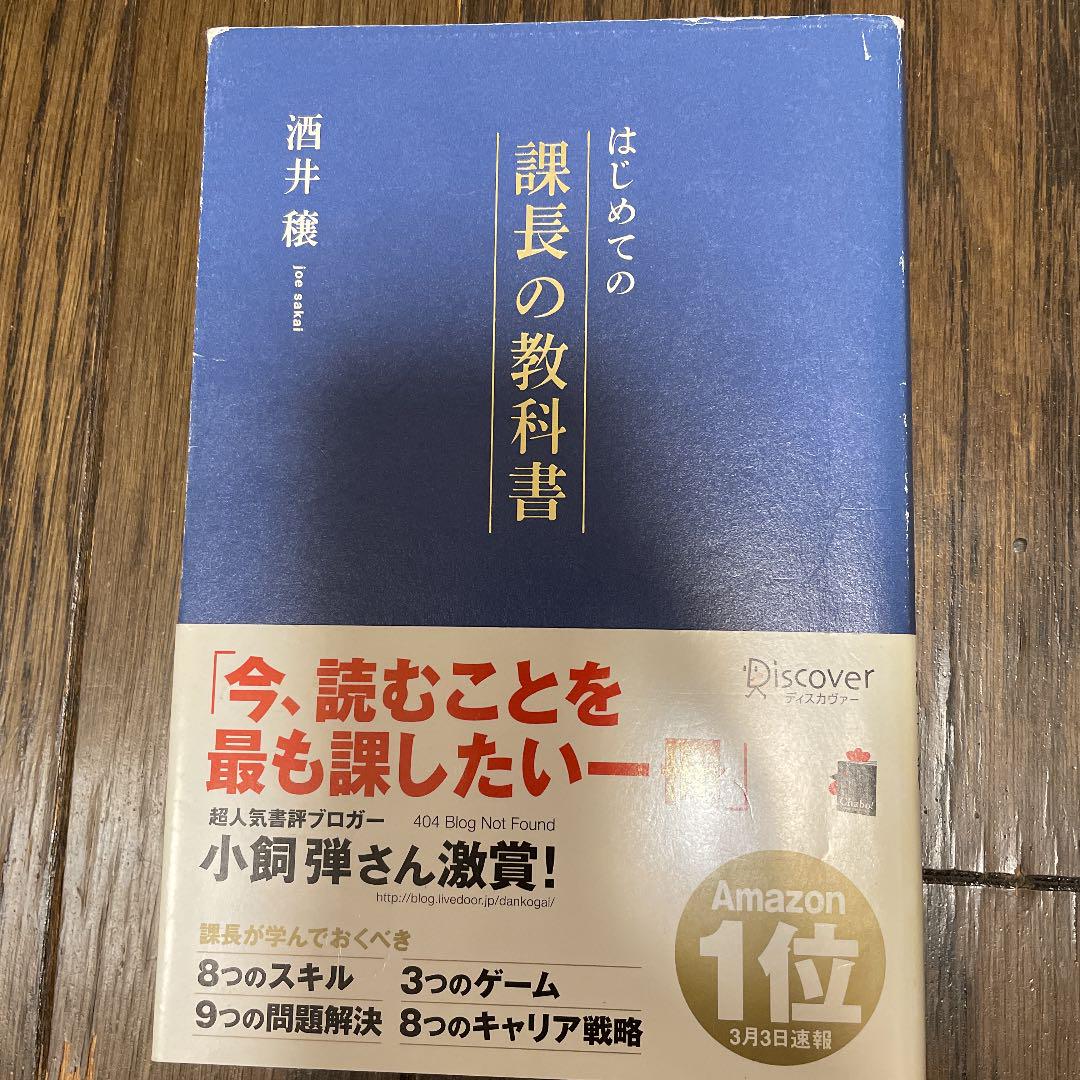 はじめての
課長の教科書
酒井 穣
joe sakai
「今、読むことを
最も課したい一冊」
Discover
ディスカヴァー
Chabo!
超人気書評ブロガー 404 Blog Not Found
小飼 弾さん激賞!
http://blog.livedoor.jp/dankogai/
課長が学んでおくべき
8つのスキル 3つのゲーム
9つの問題解決 8つのキャリア戦略
Amazon
1位
3月3日速報